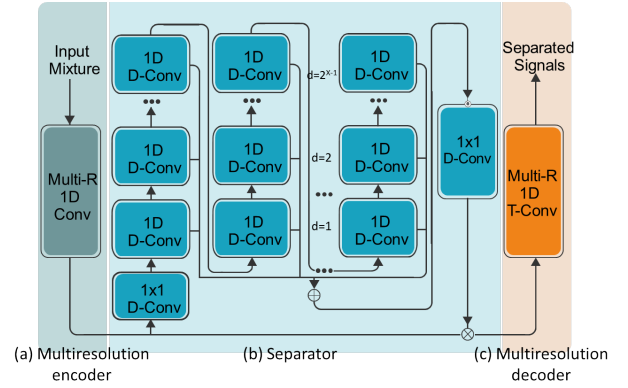 Input
Mixture
Multi-R
1D
Conv
1D
D-Conv
•••
1D
D-Conv
1D
D-Conv
1x1
D-Conv
1D
D-Conv
•••
1D
D-Conv
1D
D-Conv
d=2^{X-1}
•••
d=2
•••
d=1
•••
1D
D-Conv
•••
1D
D-Conv
1D
D-Conv
1x1
D-Conv
Separated
Signals
Multi-R
1D
T-Conv
(a) Multiresolution
encoder
(b) Separator
(c) Multiresolution
decoder